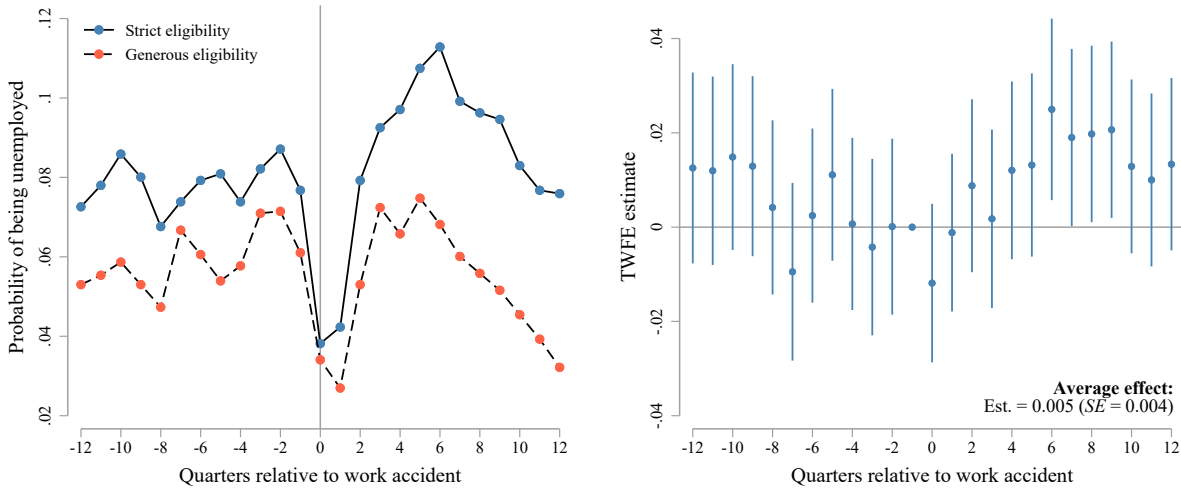 Strict eligibility
Generous eligibility
Probability of being unemployed
.12
.1
.08
.06
.04
.02
-12 -10 -8 -6 -4 -2 0 2 4 6 8 10 12
Quarters relative to work accident
TWFE estimate
.04
.02
0
-.02
-.04
Average effect:
Est. = 0.005 (SE = 0.004)
-12 -10 -8 -6 -4 -2 0 2 4 6 8 10 12
Quarters relative to work accident